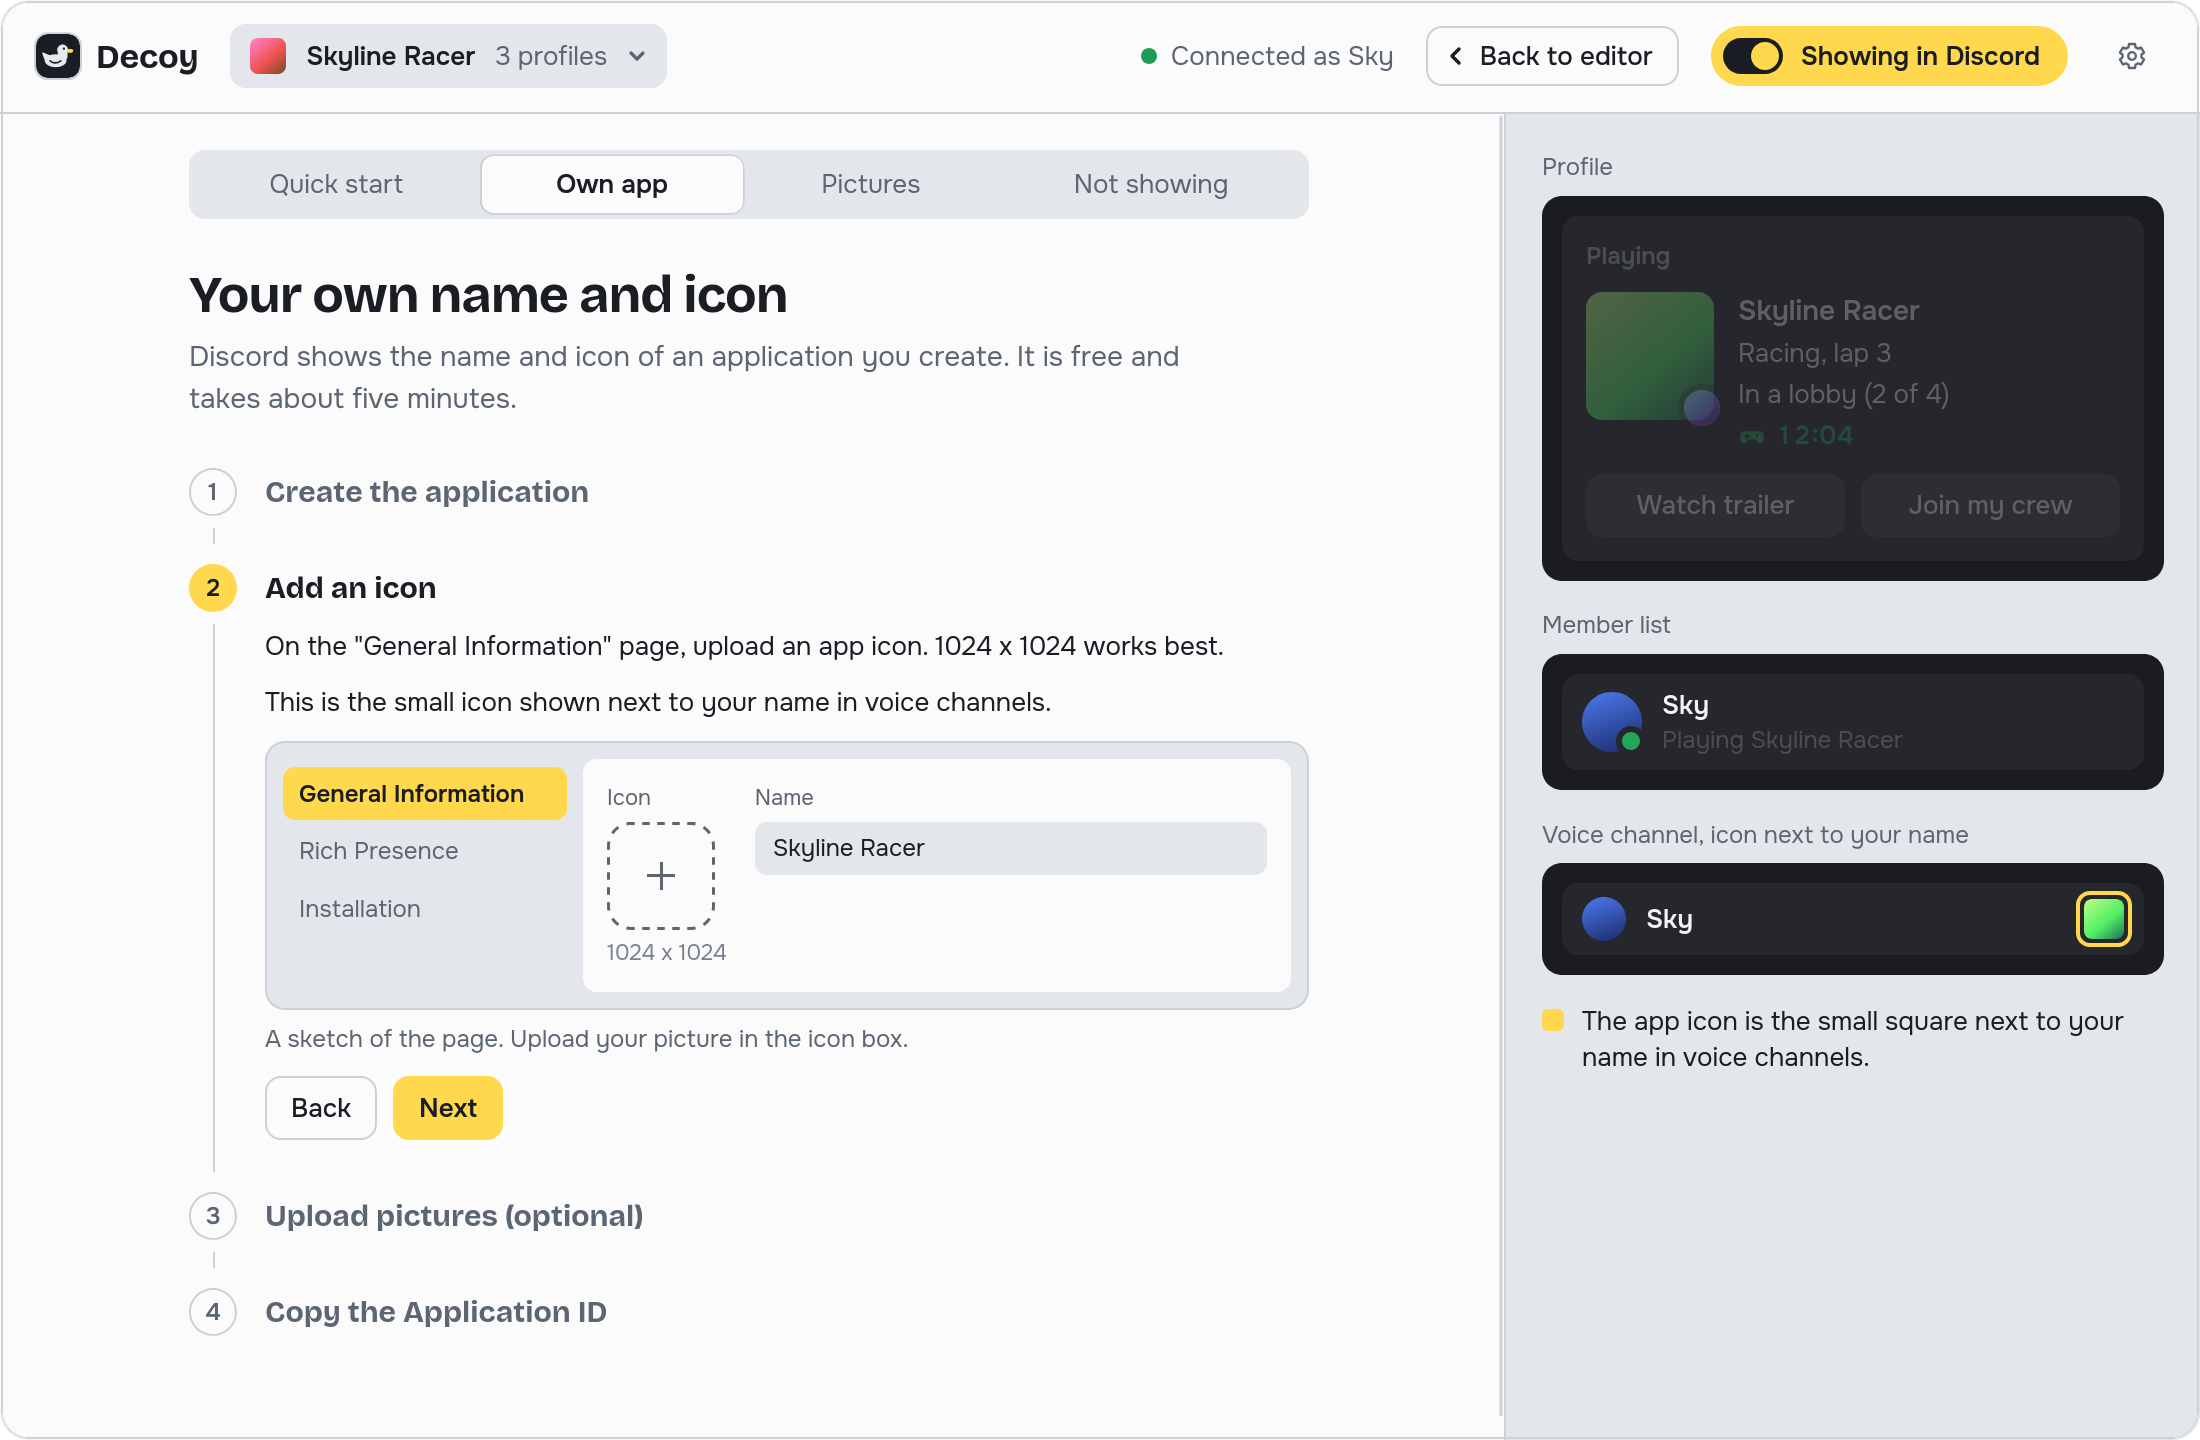 Decoy
Skyline Racer 3 profiles
Connected as Sky
Back to editor
Showing in Discord
Quick start
Own app
Pictures
Not showing
Your own name and icon
Discord shows the name and icon of an application you create. It is free and
takes about five minutes.
1 Create the application
2 Add an icon
On the "General Information" page, upload an app icon. 1024 x 1024 works best.
This is the small icon shown next to your name in voice channels.
General Information
Rich Presence
Installation
Icon
1024 x 1024
Name
Skyline Racer
A sketch of the page. Upload your picture in the icon box.
Back
Next
3 Upload pictures (optional)
4 Copy the Application ID
Profile
Playing
Skyline Racer
Racing, lap 3
In a lobby (2 of 4)
12:04
Watch trailer
Join my crew
Member list
Sky
Playing Skyline Racer
Voice channel, icon next to your name
Sky
The app icon is the small square next to your
name in voice channels.